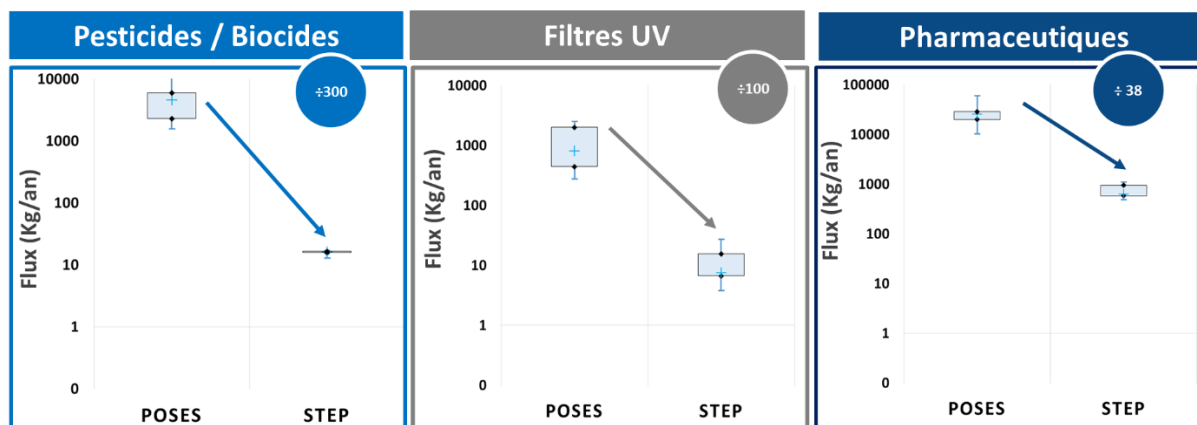 Pesticides / Biocides
÷300
Flux (Kg/an)
10000
1000
100
10
1
0
POSES
STEP
Filtres UV
÷100
Flux (Kg/an)
10000
1000
100
10
1
0
POSES
STEP
Pharmaceutiques
÷ 38
Flux (Kg/an)
100000
10000
1000
100
10
1
0
POSES
STEP